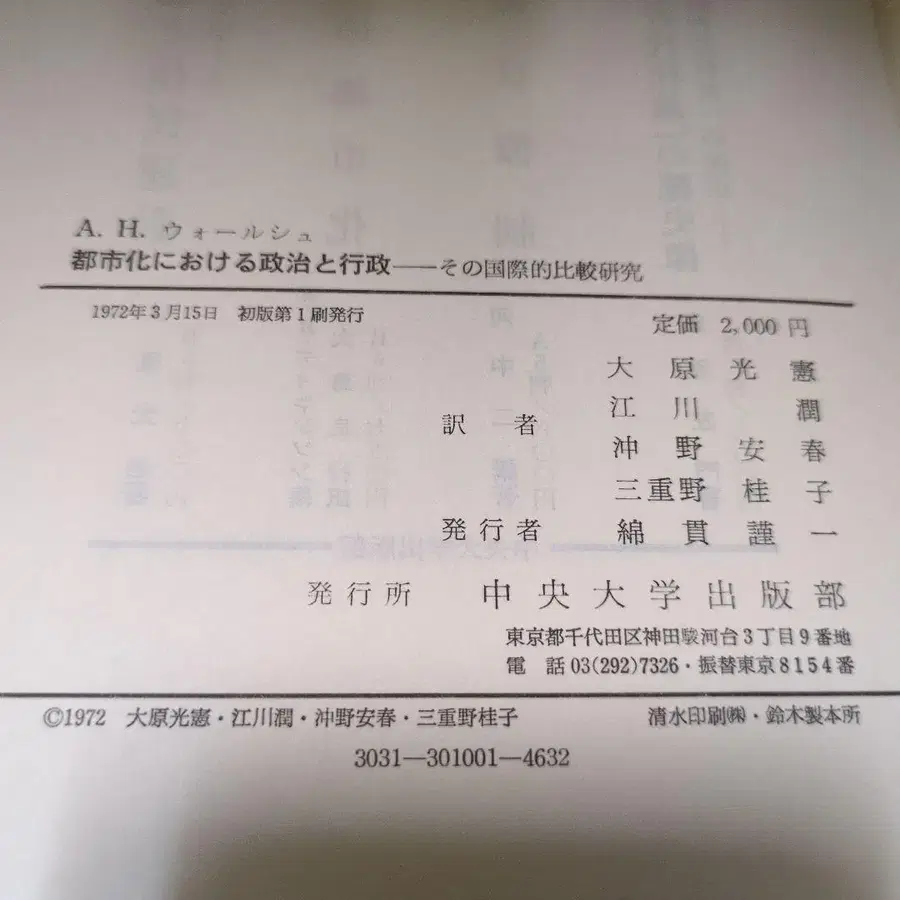 A. H. ウォールシュ
都市化における政治と行政——その国際的比較研究
1972年3月15日 初版第1刷発行
定価 2,000 円
大原光憲
江川潤
訳者
沖野安春
三重野桂子
発行者 綿貫謹一
発行所 中央大学出版部
東京都千代田区神田駿河台3丁目9番地
電話 03(292)7326・振替東京8154番
©1972 大原光憲・江川潤・沖野安春・三重野桂子 清水印刷㈱・鈴木製本所
3031—301001—4632